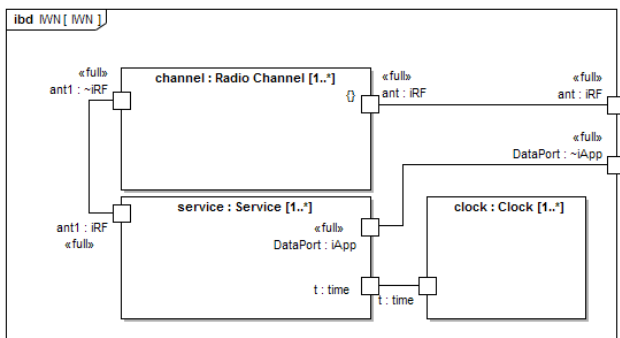 ibd IWN [ IWN ]
«full»
ant1 : ~iRF
channel : Radio Channel [1..*]
{}
«full»
ant : iRF
«full»
ant : iRF
«full»
DataPort : ~iApp
ant1 : iRF
«full»
service : Service [1..*]
«full»
DataPort : iApp
t : time
t : time
clock : Clock [1..*]